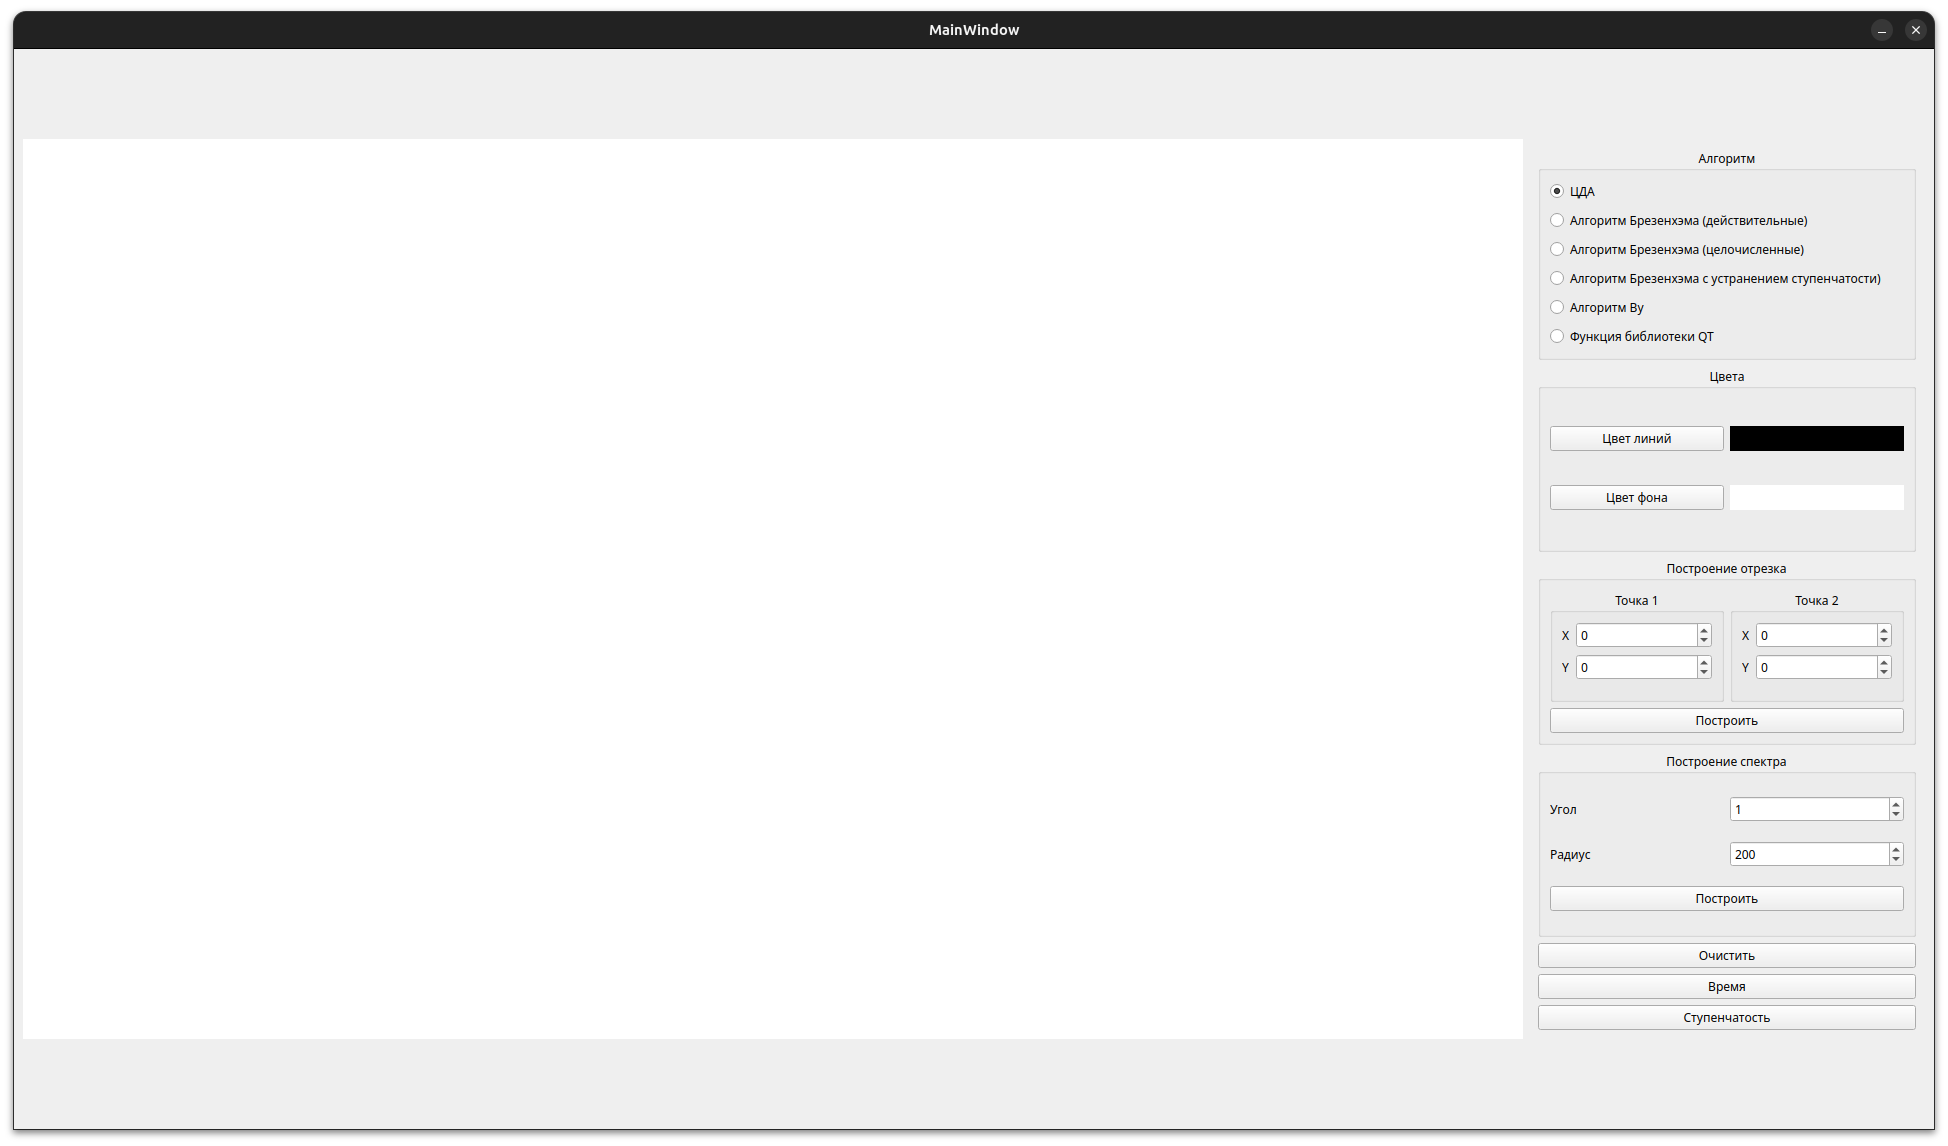 MainWindow
Алгоритм
ЦДА
Алгоритм Брезенхэма (действительные)
Алгоритм Брезенхэма (целочисленные)
Алгоритм Брезенхэма с устранением ступенчатости)
Алгоритм Ву
Функция библиотеки QT
Цвета
Цвет линий
Цвет фона
Построение отрезка
Точка 1 Точка 2
X 0 X 0
Y 0 Y 0
Построить
Построение спектра
Угол 1
Радиус 200
Построить
Очистить
Время
Ступенчатость